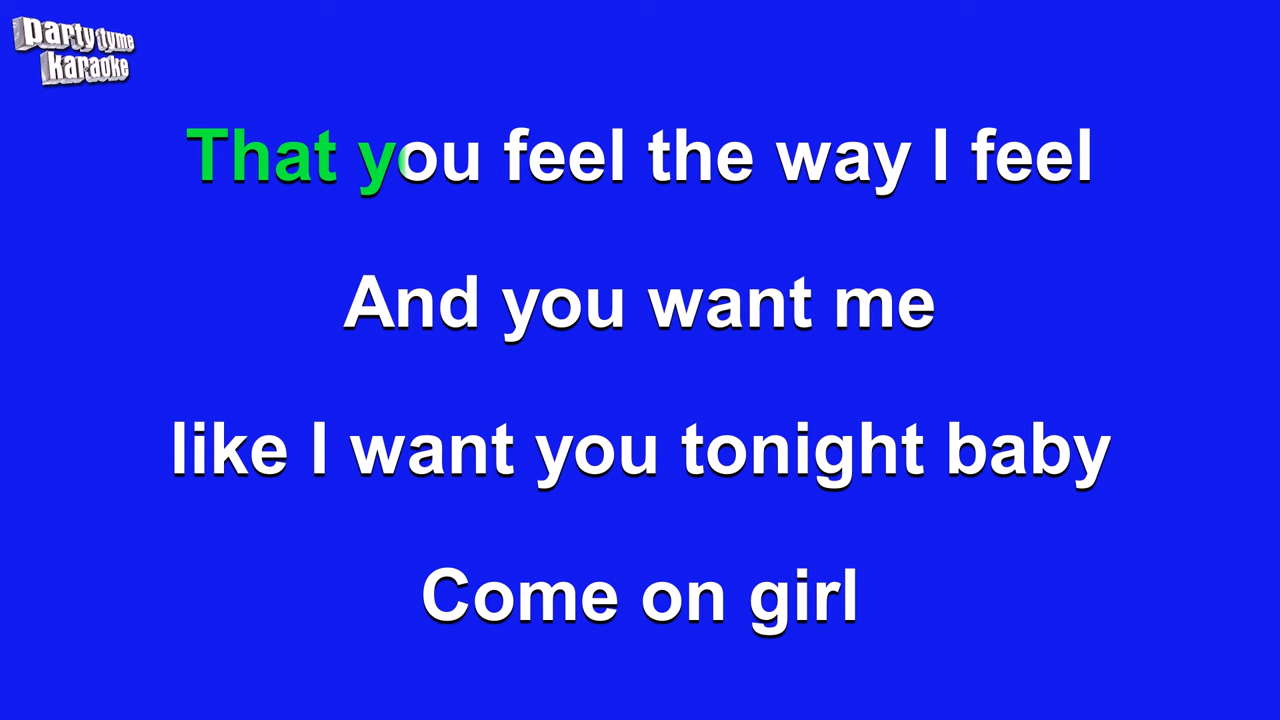 party tyme
karaoke
That you feel the way I feel
And you want me
like I want you tonight baby
Come on girl